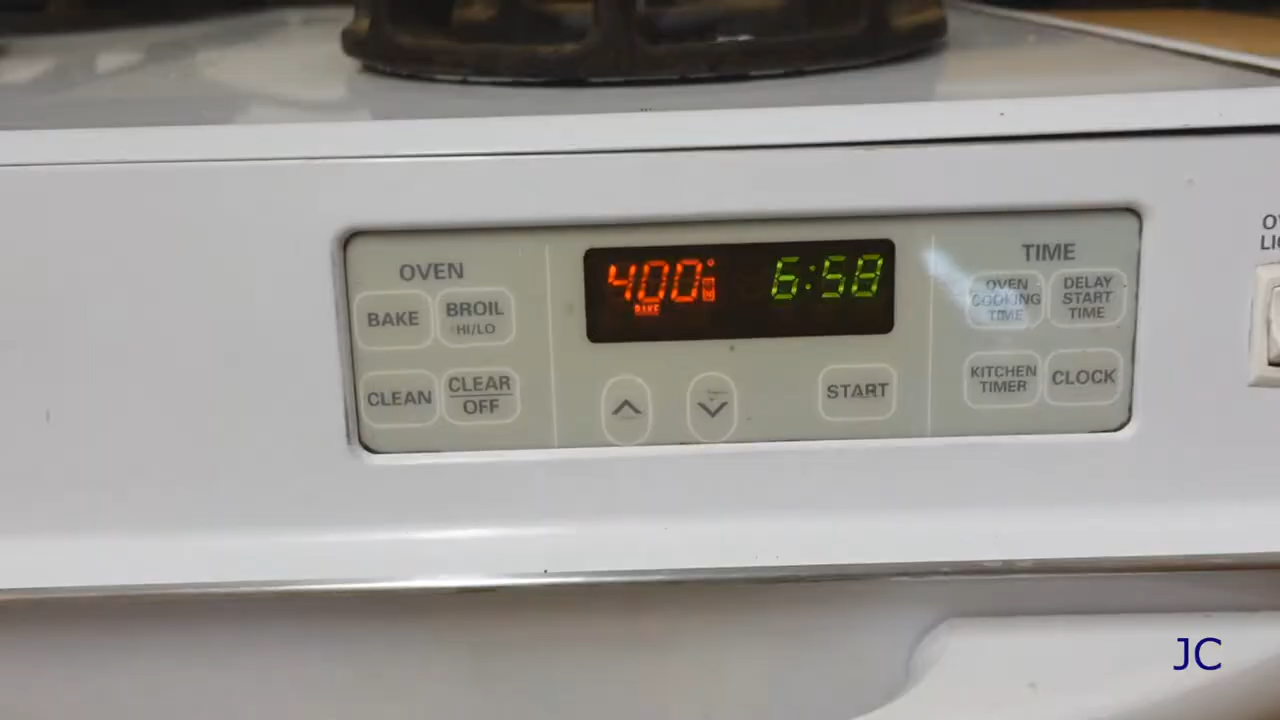 OVEN
BAKE
BROIL
HI/LO
CLEAN
CLEAR
OFF
400°
BAKE
6:58
START
TIME
OVEN
COOKING
TIME
DELAY
START
TIME
KITCHEN
TIMER
CLOCK
JC